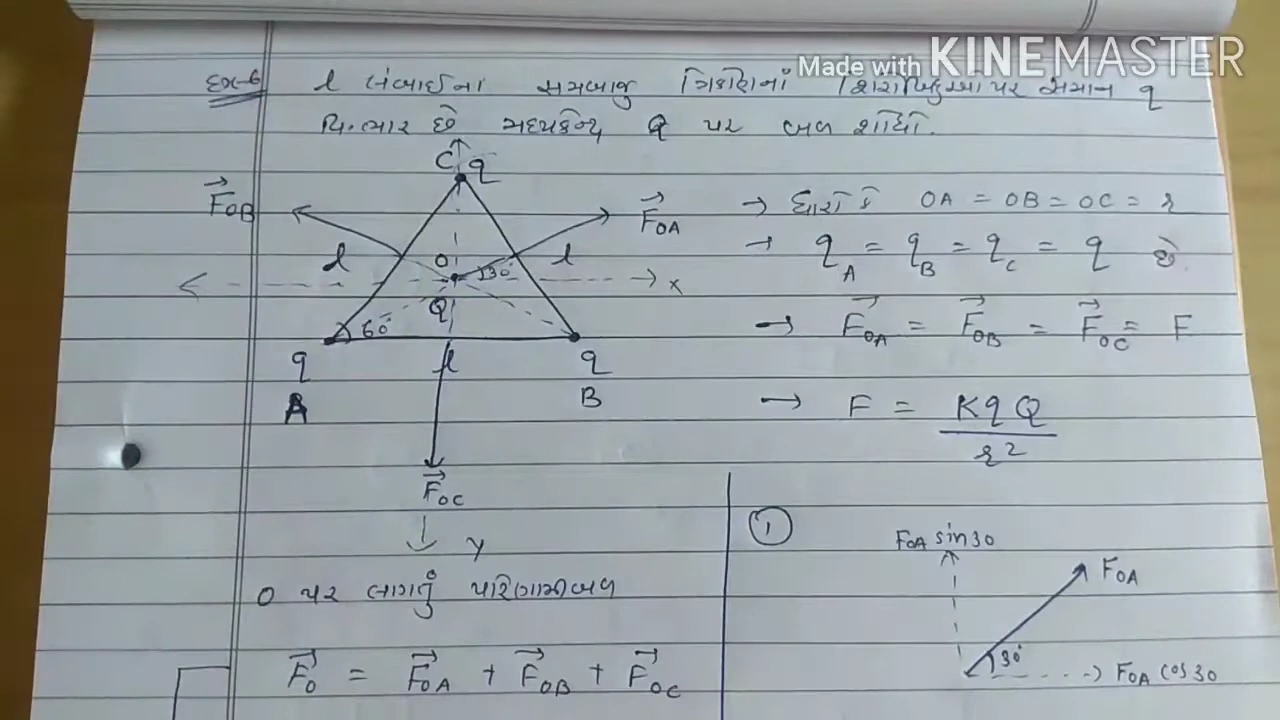 Made with KINEMASTER
દા-6 l લંબાઈના સમબાજુ ત્રિકોણનાં શિરોબિંદુઓ પર સમાન q
વિ.ભાર છે મધ્યકેન્દ્ર Q પર બળ શોધો.
C q
F⃗OB F⃗OA → ધારો કે OA = OB = OC = r
l O l 30° x → qA = qB = qC = q છે
Q
60° → F⃗OA = F⃗OB = F⃗OC = F
q l q
A B → F = KqQ / r²
F⃗OC
① FOA sin30
y FOA
O પર લાગતું પરિણામીબળ
30° FOA cos30
F⃗O = F⃗OA + F⃗OB + F⃗OC